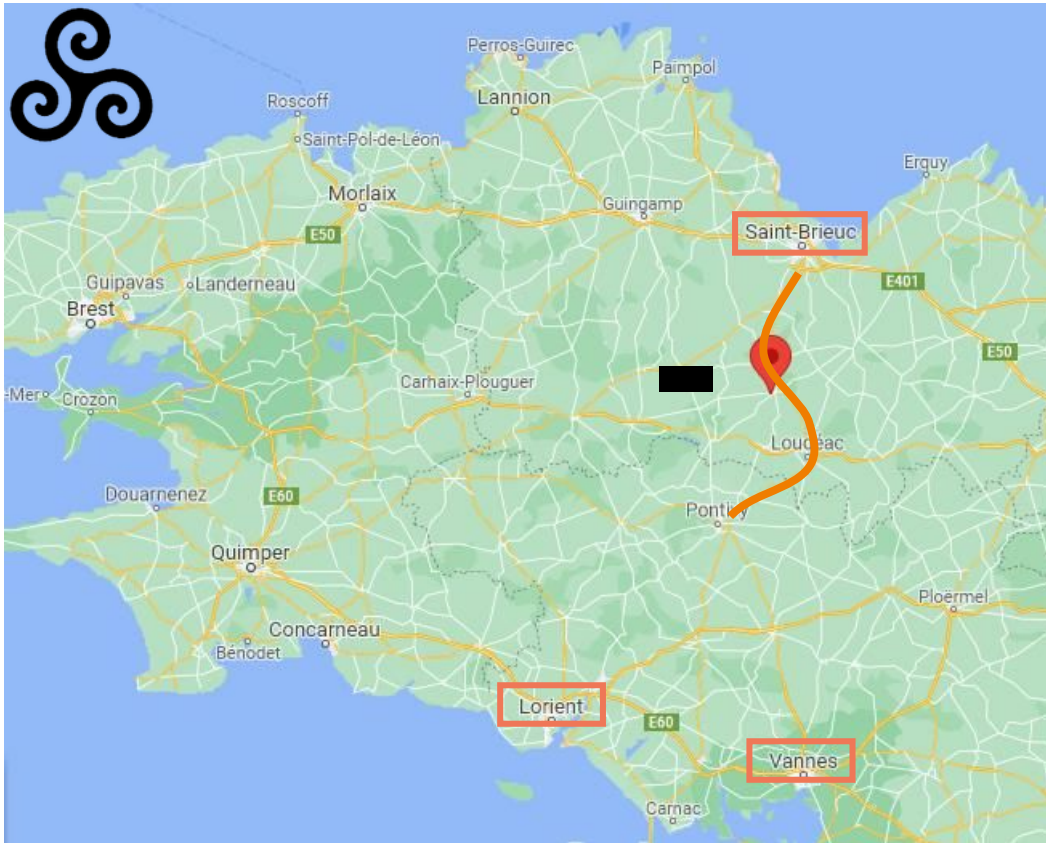 Perros-Guirec
Paimpol
Lannion
Roscoff
Saint-Pol-de-Léon
Erquy
Morlaix
Guingamp
Saint-Brieuc
E50
E401
Guipavas
Landerneau
Brest
E50
-Mer
Crozon
Carhaix-Plouguer
Loudéac
Douarnenez
E60
Quimper
Ploërmel
Concarneau
Bénodet
Lorient
E60
Vannes
Carnac